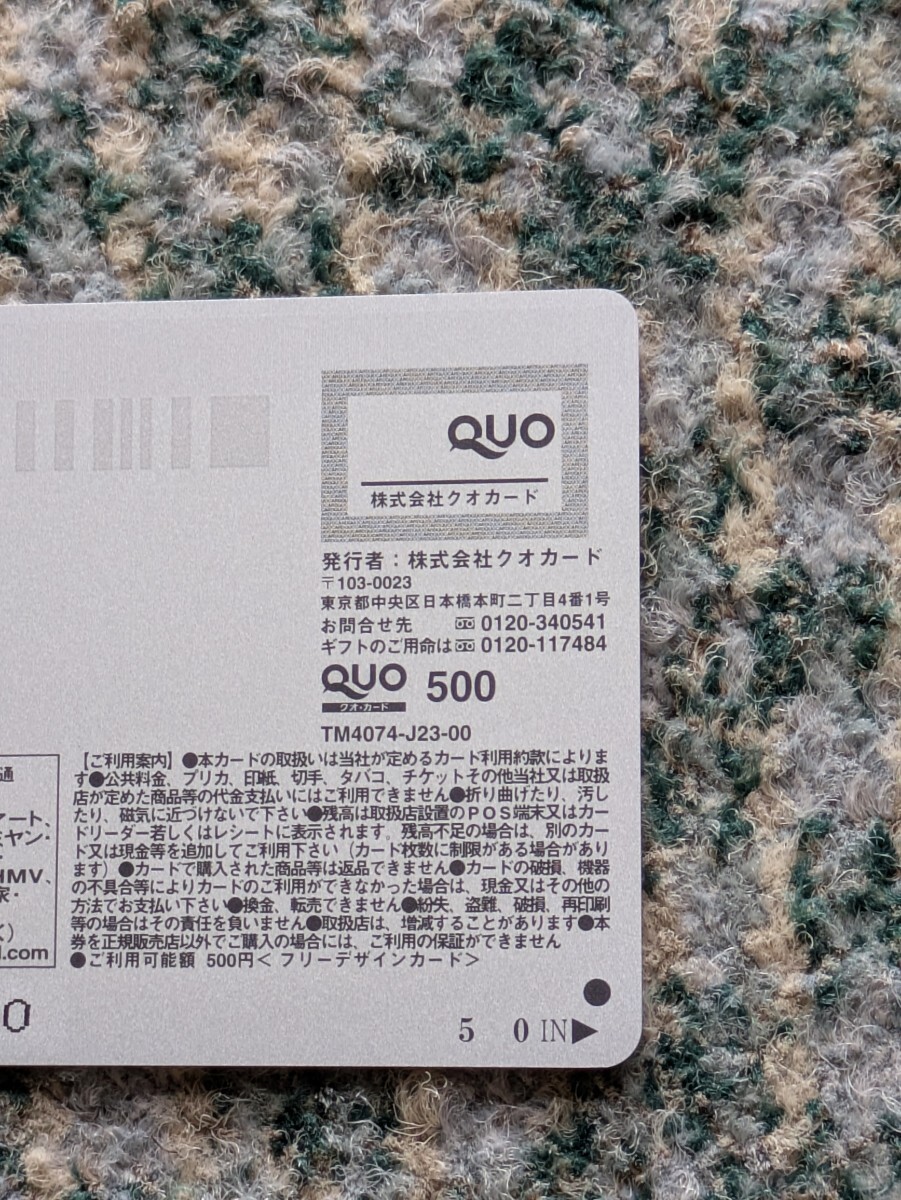 QUO
株式会社クオカード
発行者：株式会社クオカード
〒103-0023
東京都中央区日本橋本町二丁目4番1号
お問合せ先 0120-340541
ギフトのご用命は 0120-117484
QUO 500
クオ・カード
TM4074-J23-00
【ご利用案内】●本カードの取扱いは当社が定めるカード利用約款によりま
す●公共料金、プリカ、印紙、切手、タバコ、チケットその他当社又は取扱
店が定めた商品等の代金支払いにはご利用できません●折り曲げたり、汚し
たり、磁気に近づけないで下さい●残高は取扱店設置のＰＯＳ端末又はカー
ドリーダー若しくはレシートに表示されます。残高不足の場合は、別のカー
ド又は現金等を追加してご利用下さい（カード枚数に制限がある場合があり
ます）●カードで購入された商品等は返品できません●カードの破損、機器
の不具合等によりカードのご利用ができなかった場合は、現金又はその他の
方法でお支払い下さい●換金、転売できません●紛失、盗難、破損、再印刷
等の場合はその責任を負いません●取扱店は、増減することがあります●本
券を正規販売店以外でご購入の場合には、ご利用の保証ができません
●ご利用可能額 500円＜フリーデザインカード＞
通
アート、
ミヤン・
HMV、
家・
）
l.com
0
5 0 IN▶